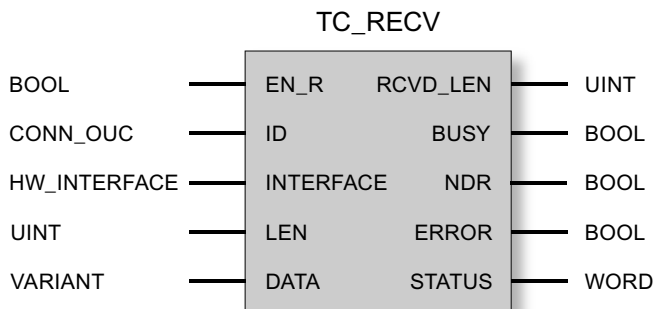 TC_RECV
BOOL EN_R RCVD_LEN UINT
CONN_OUC ID BUSY BOOL
HW_INTERFACE INTERFACE NDR BOOL
UINT LEN ERROR BOOL
VARIANT DATA STATUS WORD